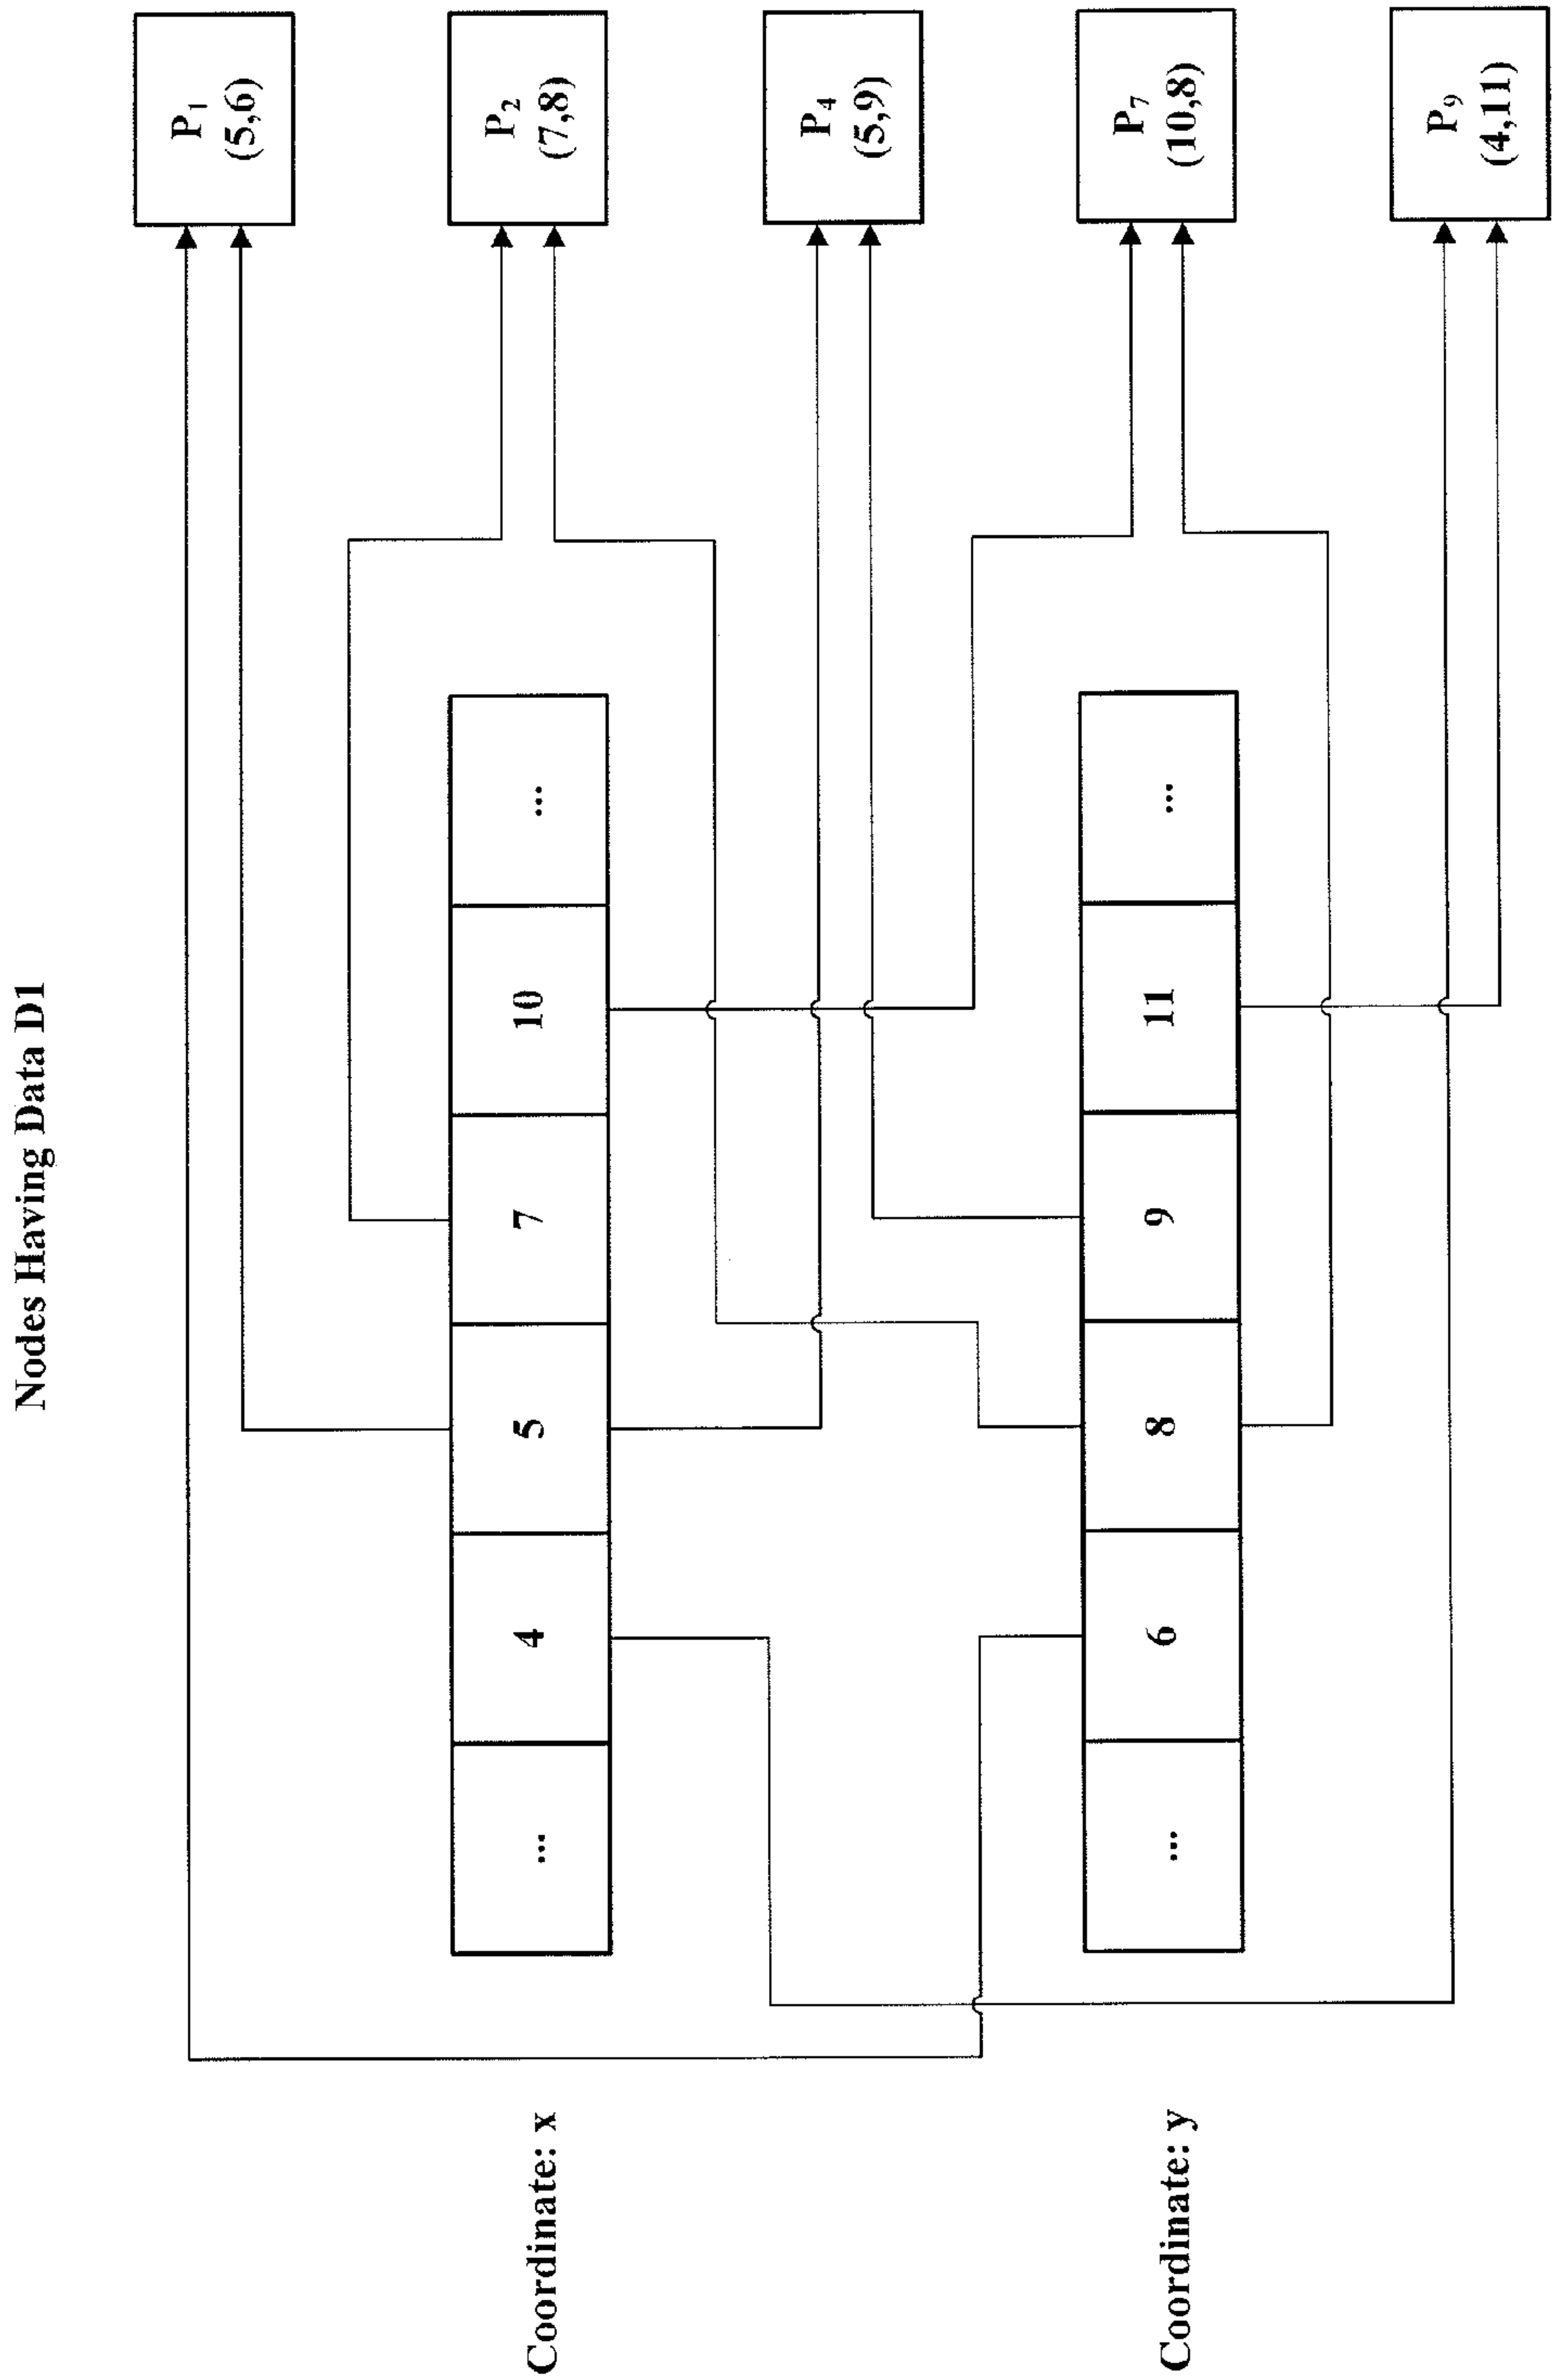 Nodes Having Data D1
P₁
(5,6)
Coordinate: x
...
4
5
7
10
...
P₂
(7,8)
P₄
(5,9)
Coordinate: y
...
6
8
9
11
...
P₇
(10,8)
P₉
(4,11)